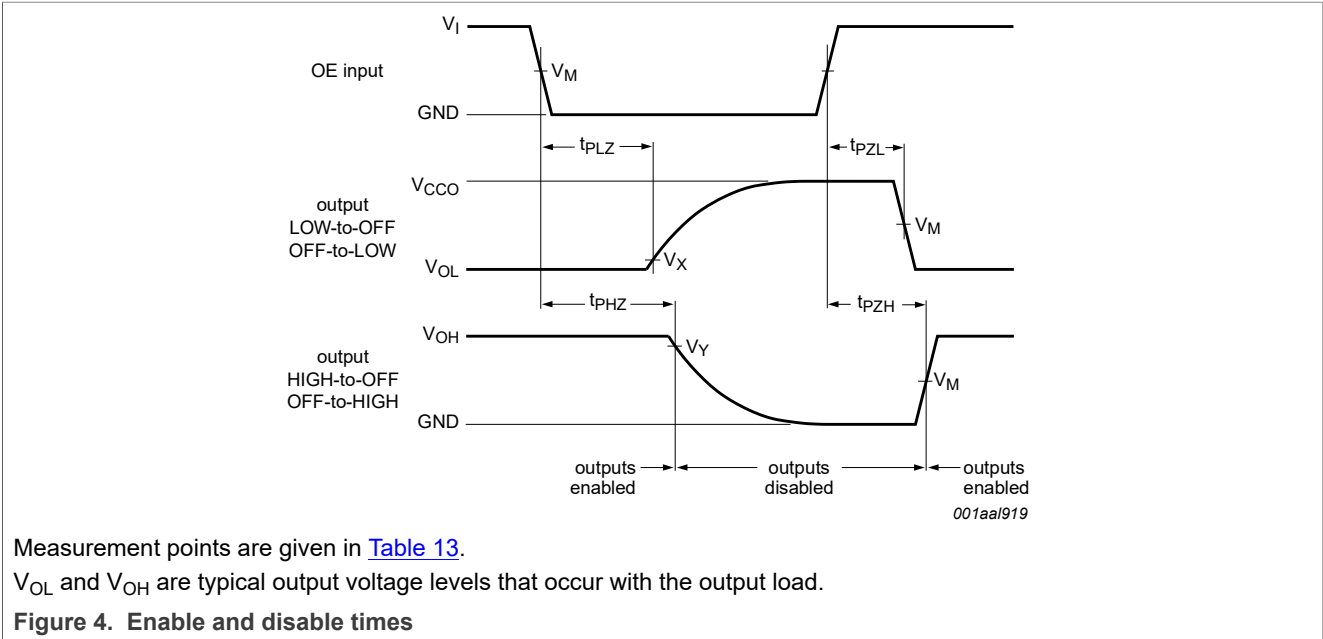 V_I
OE input
V_M
GND
t_PLZ
t_PZL
V_CCO
output
LOW-to-OFF
OFF-to-LOW
V_M
V_X
V_OL
t_PHZ
t_PZH
V_OH
output
HIGH-to-OFF
OFF-to-HIGH
V_Y
V_M
GND
outputs
enabled
outputs
disabled
outputs
enabled
001aal919
Measurement points are given in Table 13.
V_OL and V_OH are typical output voltage levels that occur with the output load.
Figure 4. Enable and disable times